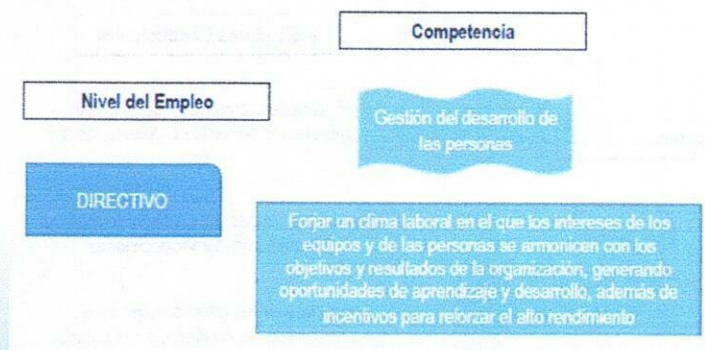 Competencia
Nivel del Empleo
Gestión del desarrollo de
las personas
DIRECTIVO
Forjar un clima laboral en el que los intereses de los
equipos y de las personas se armonicen con los
objetivos y resultados de la organización, generando
oportunidades de aprendizaje y desarrollo, además de
incentivos para reforzar el alto rendimiento